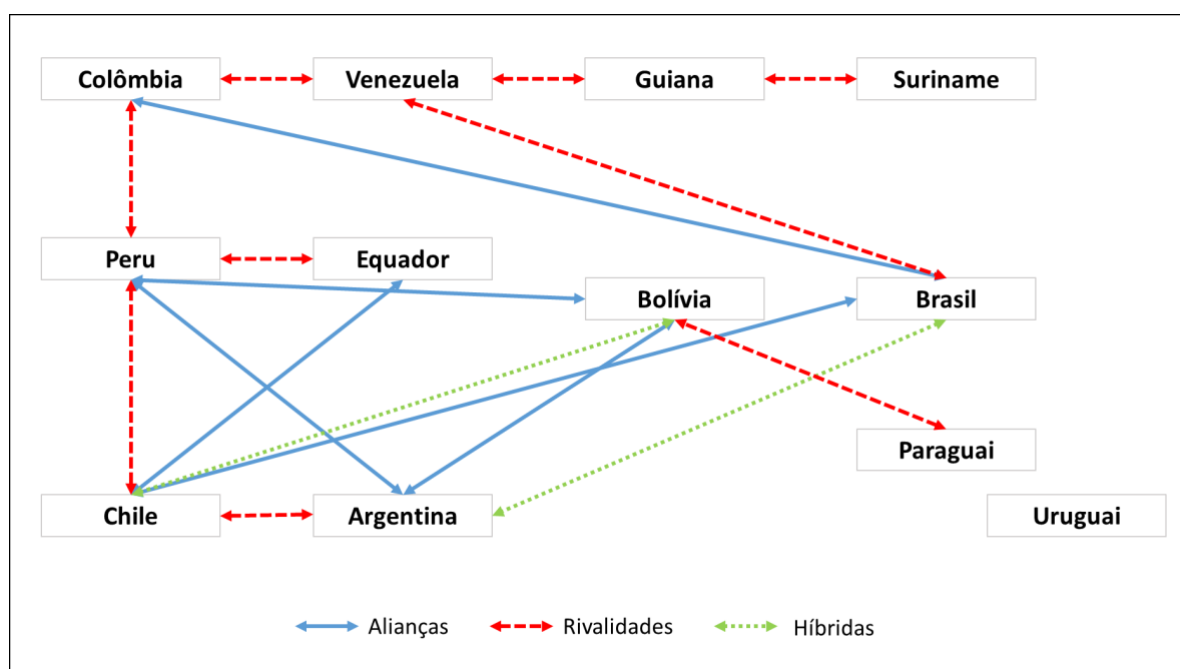 Colômbia Venezuela Guiana Suriname
Peru Equador
Bolívia Brasil
Paraguai
Chile Argentina Uruguai
Alianças Rivalidades Híbridas